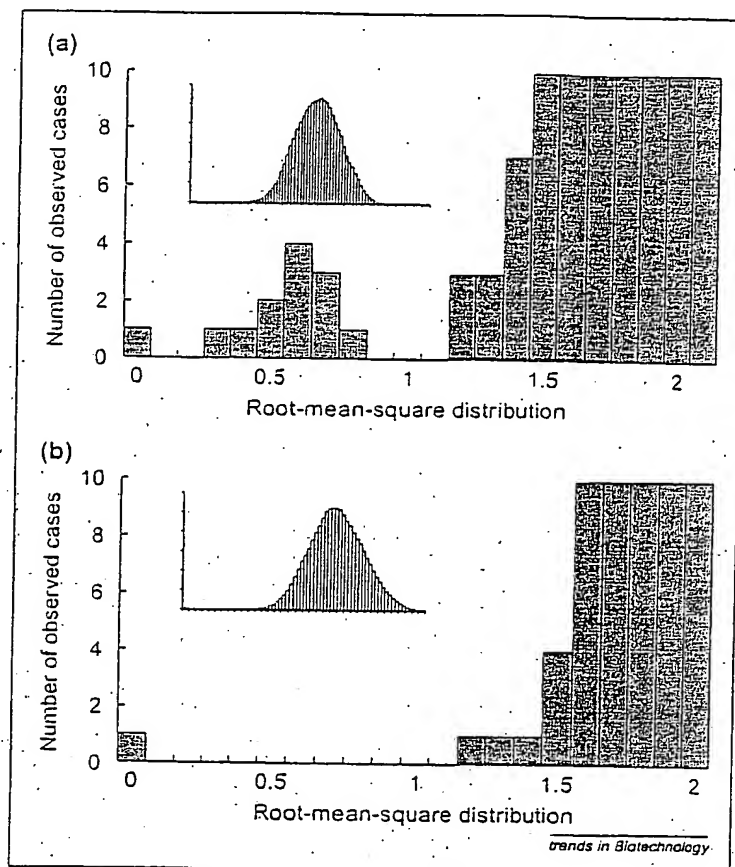 (a)
10
8
6
4
2
0
Number of observed cases
0 0.5 1 1.5 2
Root-mean-square distribution
(b)
10
8
6
4
2
0
Number of observed cases
0 0.5 1 1.5 2
Root-mean-square distribution
trends in Biotechnology